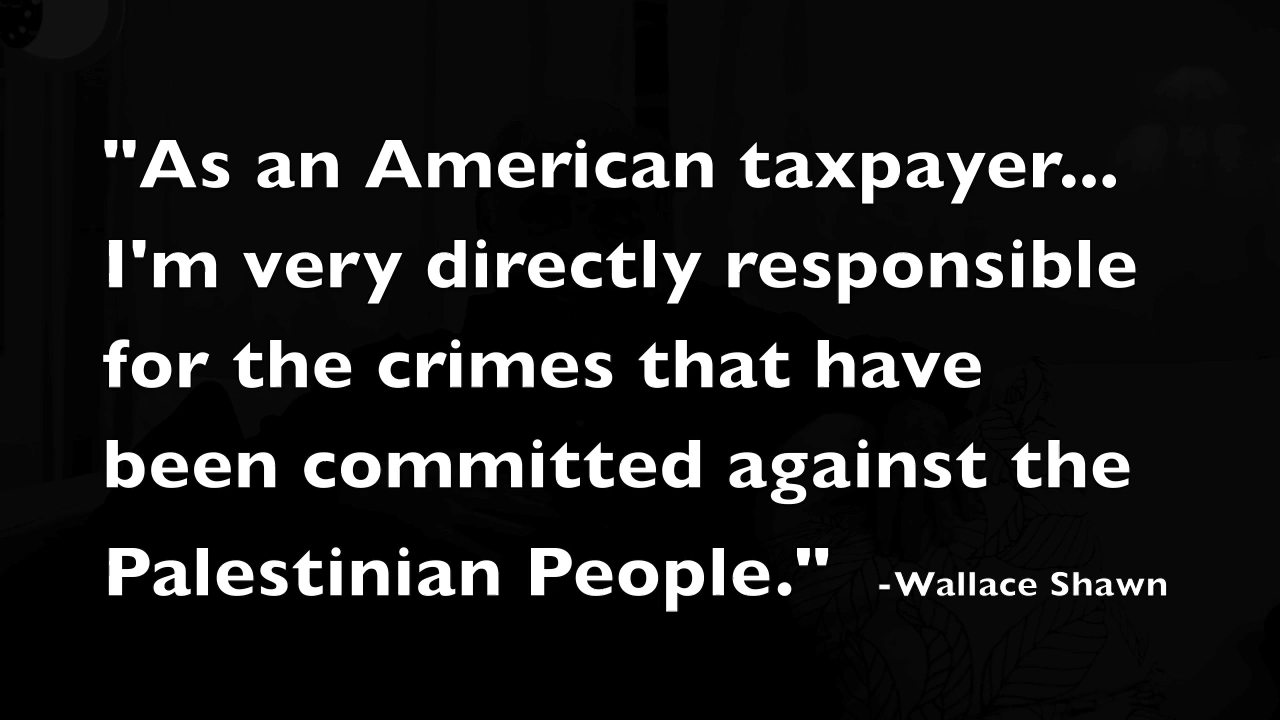 "As an American taxpayer...
I'm very directly responsible
for the crimes that have
been committed against the
Palestinian People." -Wallace Shawn